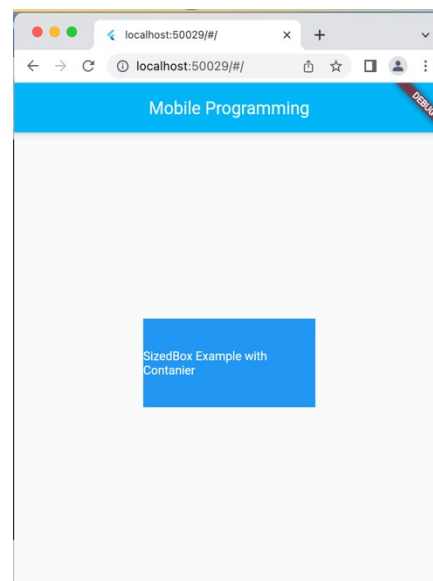 localhost:50029/#/
localhost:50029/#/
Mobile Programming
DEBUG
SizedBox Example with
Contanier